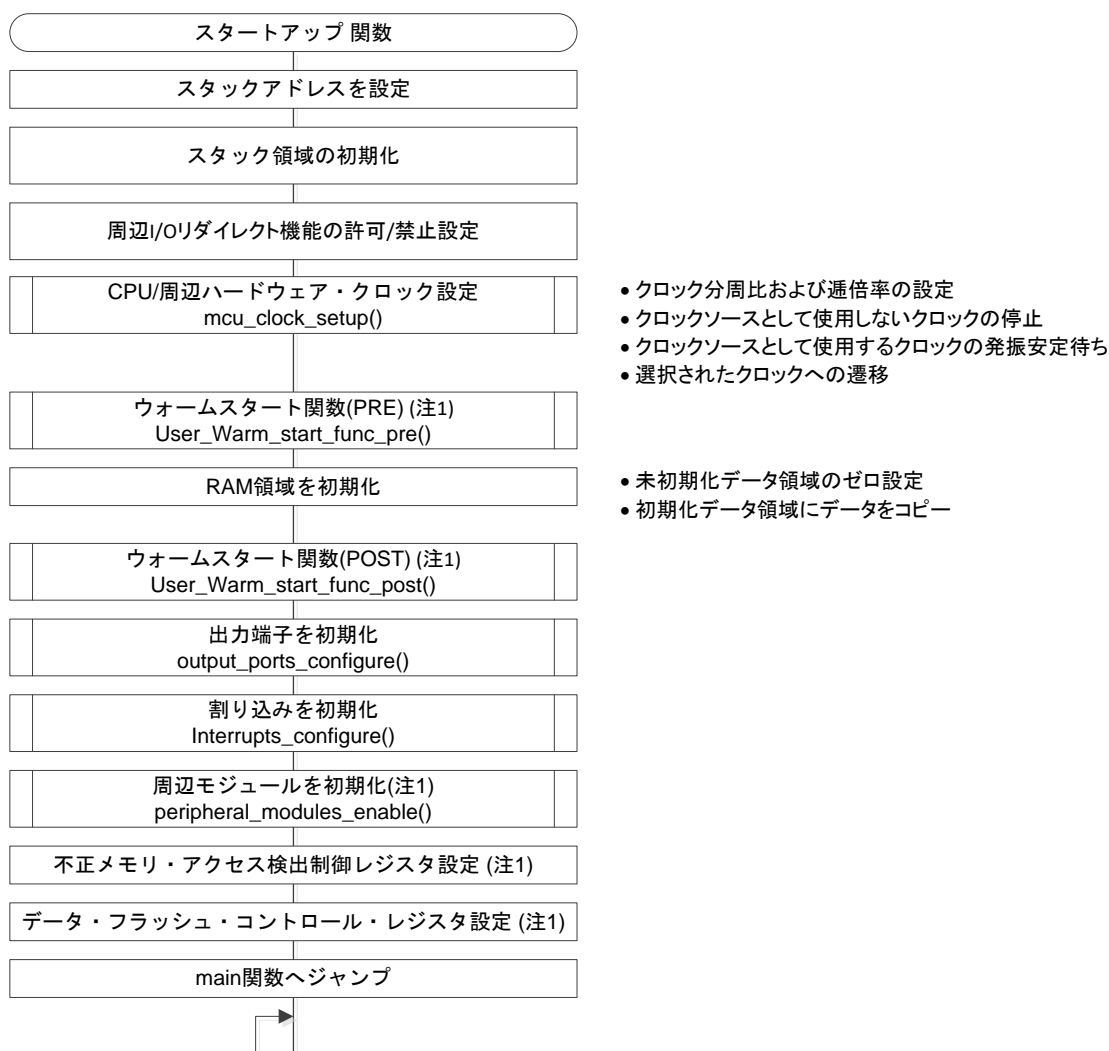 スタートアップ 関数
スタックアドレスを設定
スタック領域の初期化
周辺I/Oリダイレクト機能の許可/禁止設定
CPU/周辺ハードウェア・クロック設定
mcu_clock_setup()
• クロック分周比および逓倍率の設定
• クロックソースとして使用しないクロックの停止
• クロックソースとして使用するクロックの発振安定待ち
• 選択されたクロックへの遷移
ウォームスタート関数(PRE) (注1)
User_Warm_start_func_pre()
RAM領域を初期化
• 未初期化データ領域のゼロ設定
• 初期化データ領域にデータをコピー
ウォームスタート関数(POST) (注1)
User_Warm_start_func_post()
出力端子を初期化
output_ports_configure()
割り込みを初期化
Interrupts_configure()
周辺モジュールを初期化(注1)
peripheral_modules_enable()
不正メモリ・アクセス検出制御レジスタ設定 (注1)
データ・フラッシュ・コントロール・レジスタ設定 (注1)
main関数へジャンプ